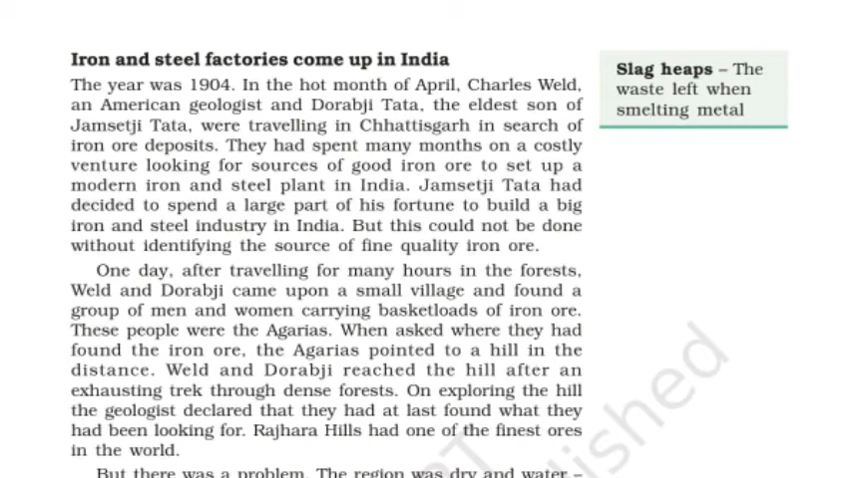 Iron and steel factories come up in India
The year was 1904. In the hot month of April, Charles Weld,
an American geologist and Dorabji Tata, the eldest son of
Jamsetji Tata, were travelling in Chhattisgarh in search of
iron ore deposits. They had spent many months on a costly
venture looking for sources of good iron ore to set up a
modern iron and steel plant in India. Jamsetji Tata had
decided to spend a large part of his fortune to build a big
iron and steel industry in India. But this could not be done
without identifying the source of fine quality iron ore.
One day, after travelling for many hours in the forests,
Weld and Dorabji came upon a small village and found a
group of men and women carrying basketloads of iron ore.
These people were the Agarias. When asked where they had
found the iron ore, the Agarias pointed to a hill in the
distance. Weld and Dorabji reached the hill after an
exhausting trek through dense forests. On exploring the hill
the geologist declared that they had at last found what they
had been looking for. Rajhara Hills had one of the finest ores
in the world.
But there was a problem. The region was dry and water –
Slag heaps – The
waste left when
smelting metal